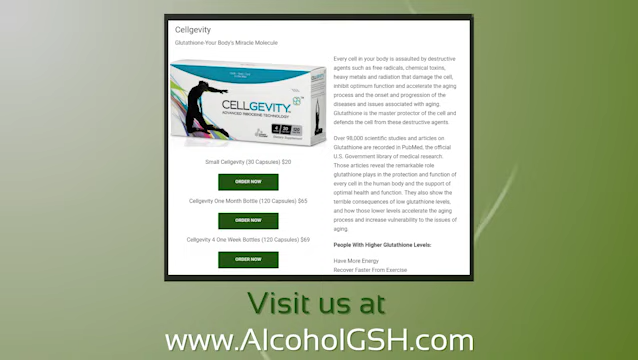 Cellgevity
Glutathione-Your Body's Miracle Molecule
CELLGEVITY
ADVANCED RIBOCEINE TECHNOLOGY
Small Cellgevity (30 Capsules) $20
ORDER NOW
Cellgevity One Month Bottle (120 Capsules) $65
ORDER NOW
Cellgevity 4 One Week Bottles (120 Capsules) $69
ORDER NOW
Every cell in your body is assaulted by destructive
agents such as free radicals, chemical toxins,
heavy metals and radiation that damage the cell,
inhibit optimum function and accelerate the aging
process and the onset and progression of the
diseases and issues associated with aging.
Glutathione is the master protector of the cell and
defends the cell from these destructive agents.
Over 98,000 scientific studies and articles on
Glutathione are recorded in PubMed, the official
U.S. Government library of medical research.
Those articles reveal the remarkable role
glutathione plays in the protection and function of
every cell in the human body and the support of
optimal health and function. They also show the
terrible consequences of low glutathione levels,
and how those lower levels accelerate the aging
process and increase vulnerability to the issues of
aging.
People With Higher Glutathione Levels:
Have More Energy
Recover Faster From Exercise
Visit us at
www.AlcoholGSH.com